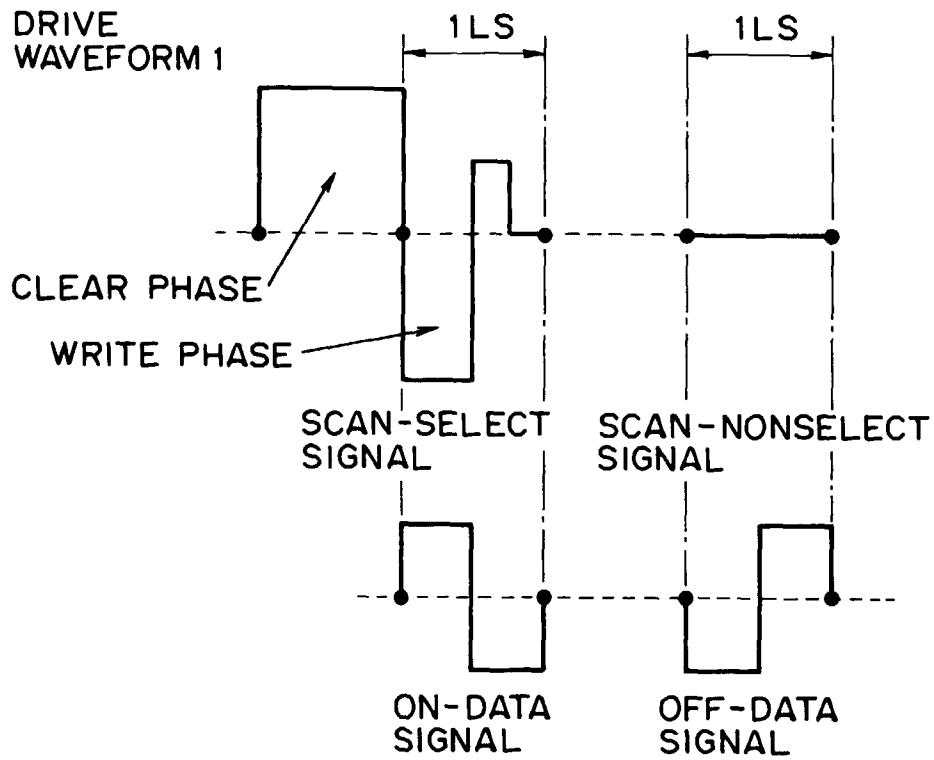 DRIVE
WAVEFORM 1
1LS
1LS
CLEAR PHASE
WRITE PHASE
SCAN-SELECT
SIGNAL
SCAN-NONSELECT
SIGNAL
ON-DATA
SIGNAL
OFF-DATA
SIGNAL